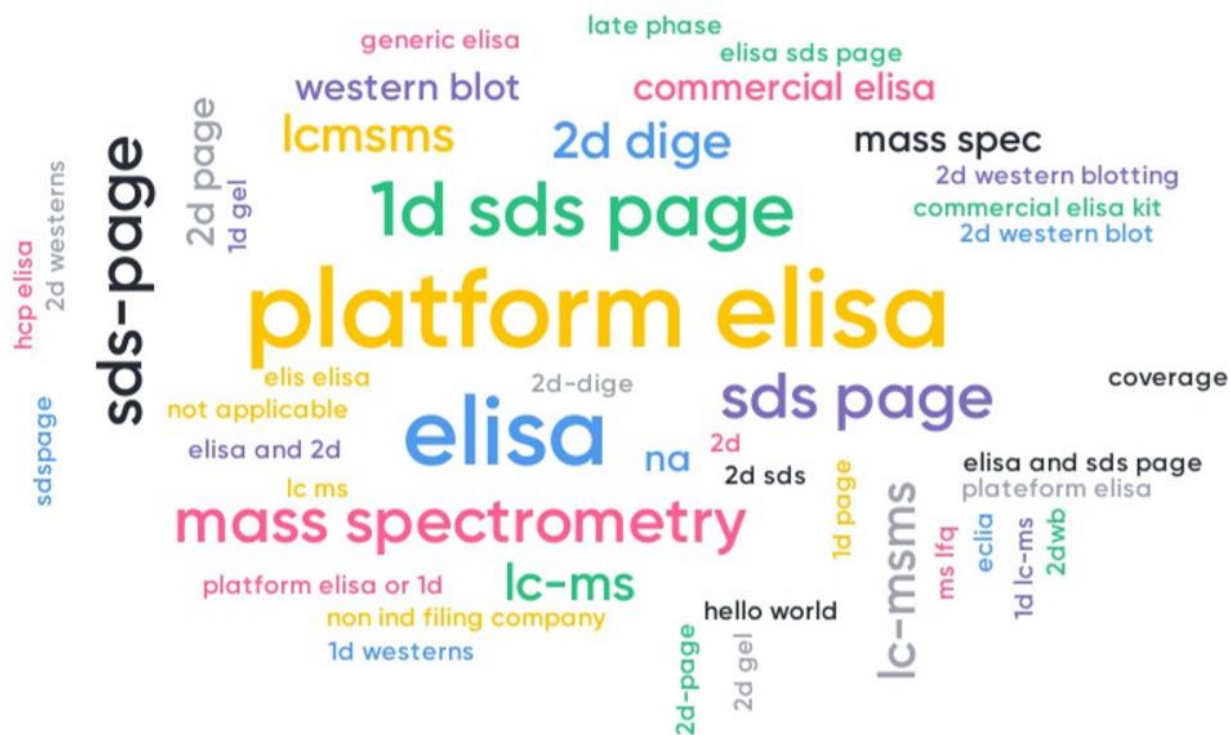 late phase
generic elisa
elisa sds page
western blot
commercial elisa
lcmsms
2d dige
mass spec
2d page
1d gel
2d western blotting
1d sds page
commercial elisa kit
2d western blot
sds-page
2d westerns
hcp elisa
platform elisa
elis elisa
2d-dige
sds page
coverage
not applicable
elisa
elisa and 2d
sdspage
2d
na
2d sds
elisa and sds page
plateform elisa
lc ms
1d page
mass spectrometry
lc-msms
ms lfq
eclia
1d lc-ms
2dwb
platform elisa or 1d
lc-ms
hello world
non ind filing company
1d westerns
2d-page
2d gel